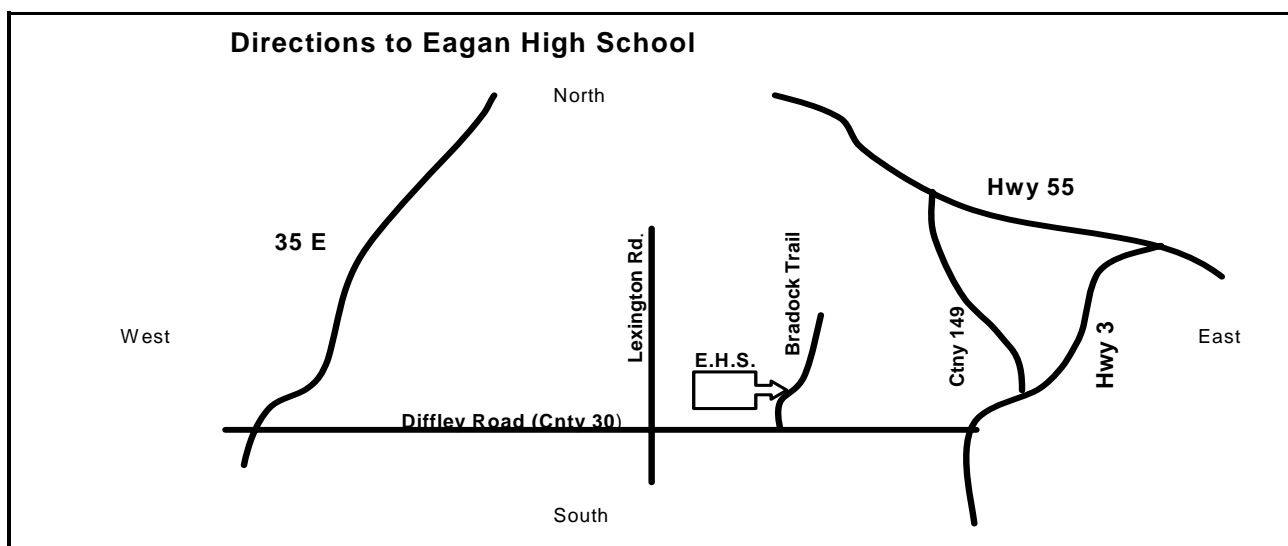 Directions to Eagan High School
North
Hwy 55
35 E
Lexington Rd.
Bradock Trail
West
Ctny 149
Hwy 3
East
E.H.S.
Diffley Road (Cnty 30)
South